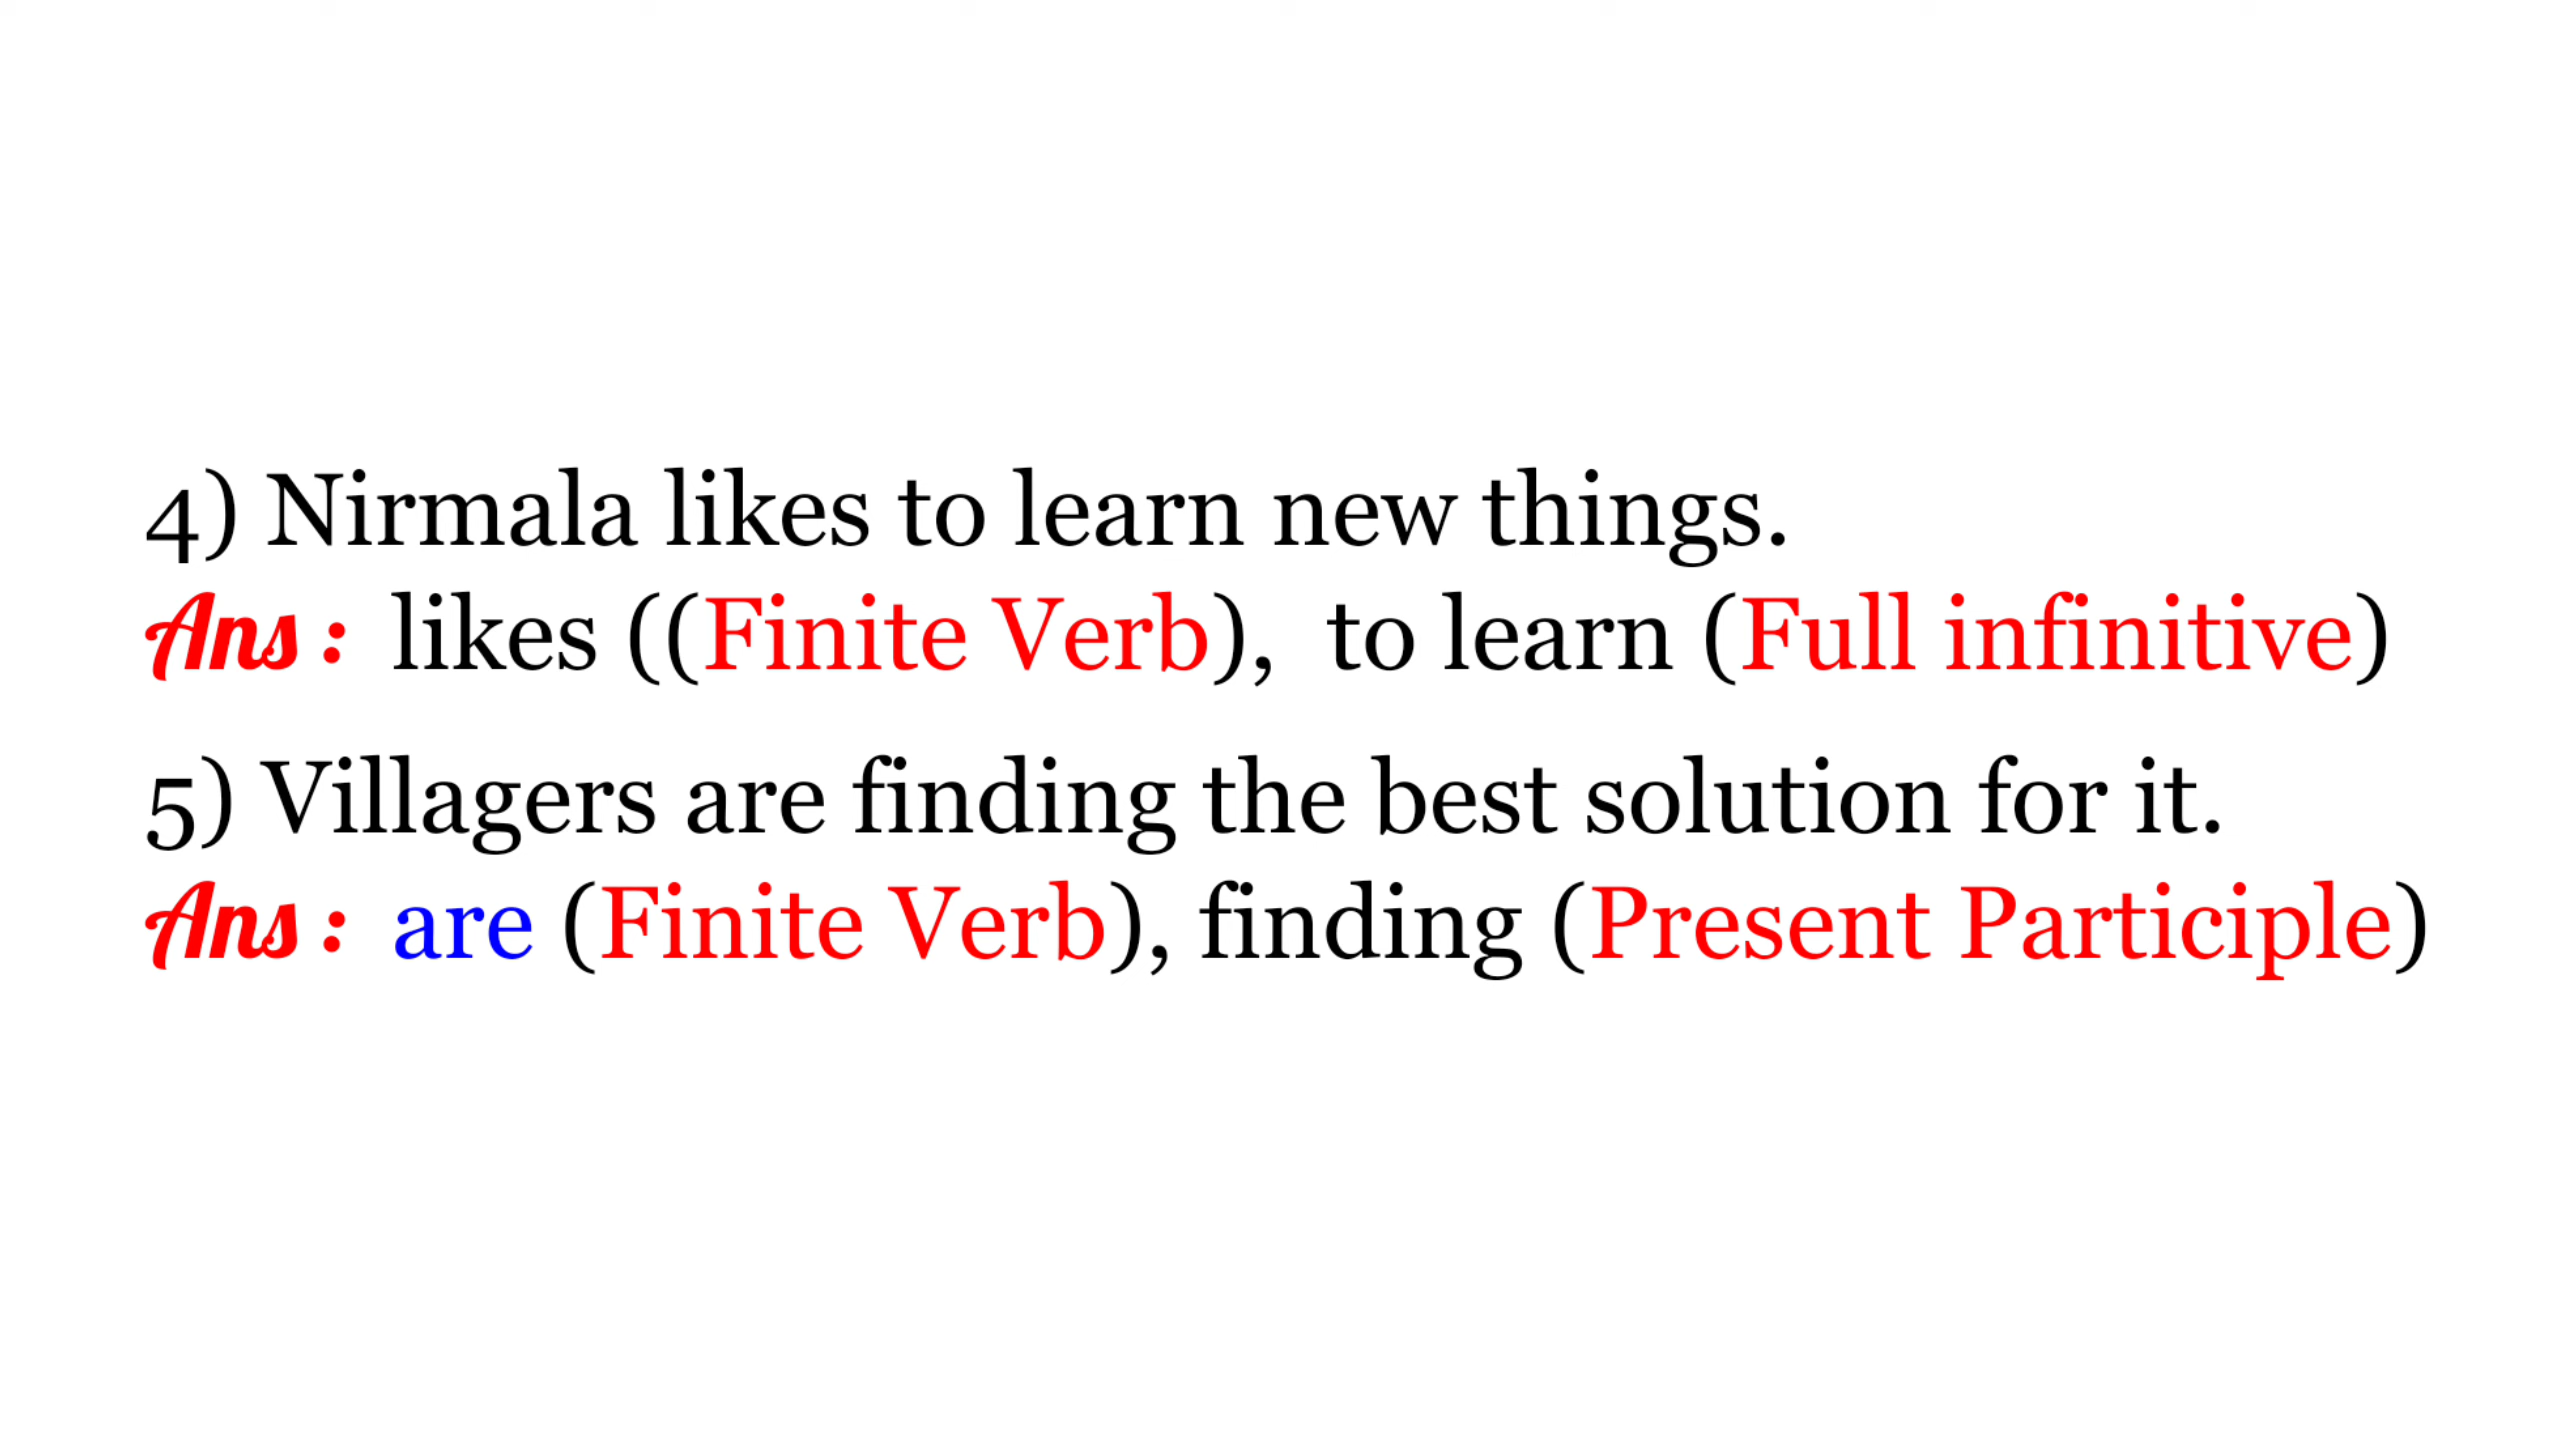 4) Nirmala likes to learn new things.
Ans : likes ((Finite Verb), to learn (Full infinitive)
5) Villagers are finding the best solution for it.
Ans : are (Finite Verb), finding (Present Participle)